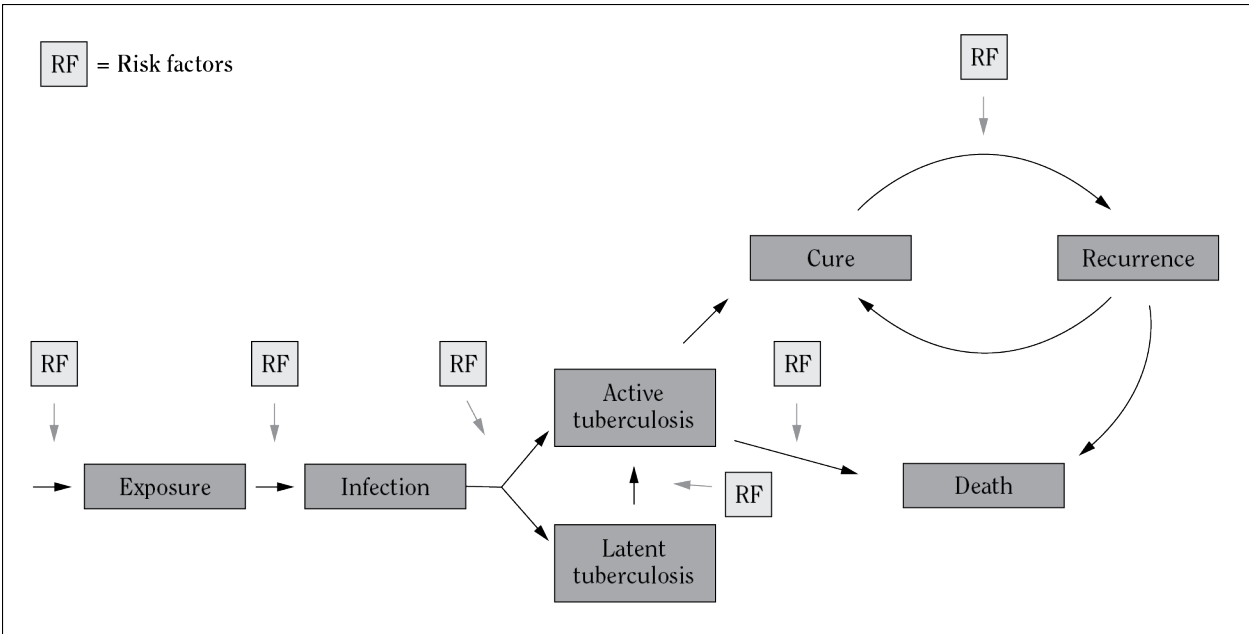 RF = Risk factors
RF
Cure
Recurrence
RF
RF
RF
RF
Active
tuberculosis
Exposure
Infection
RF
Death
Latent
tuberculosis